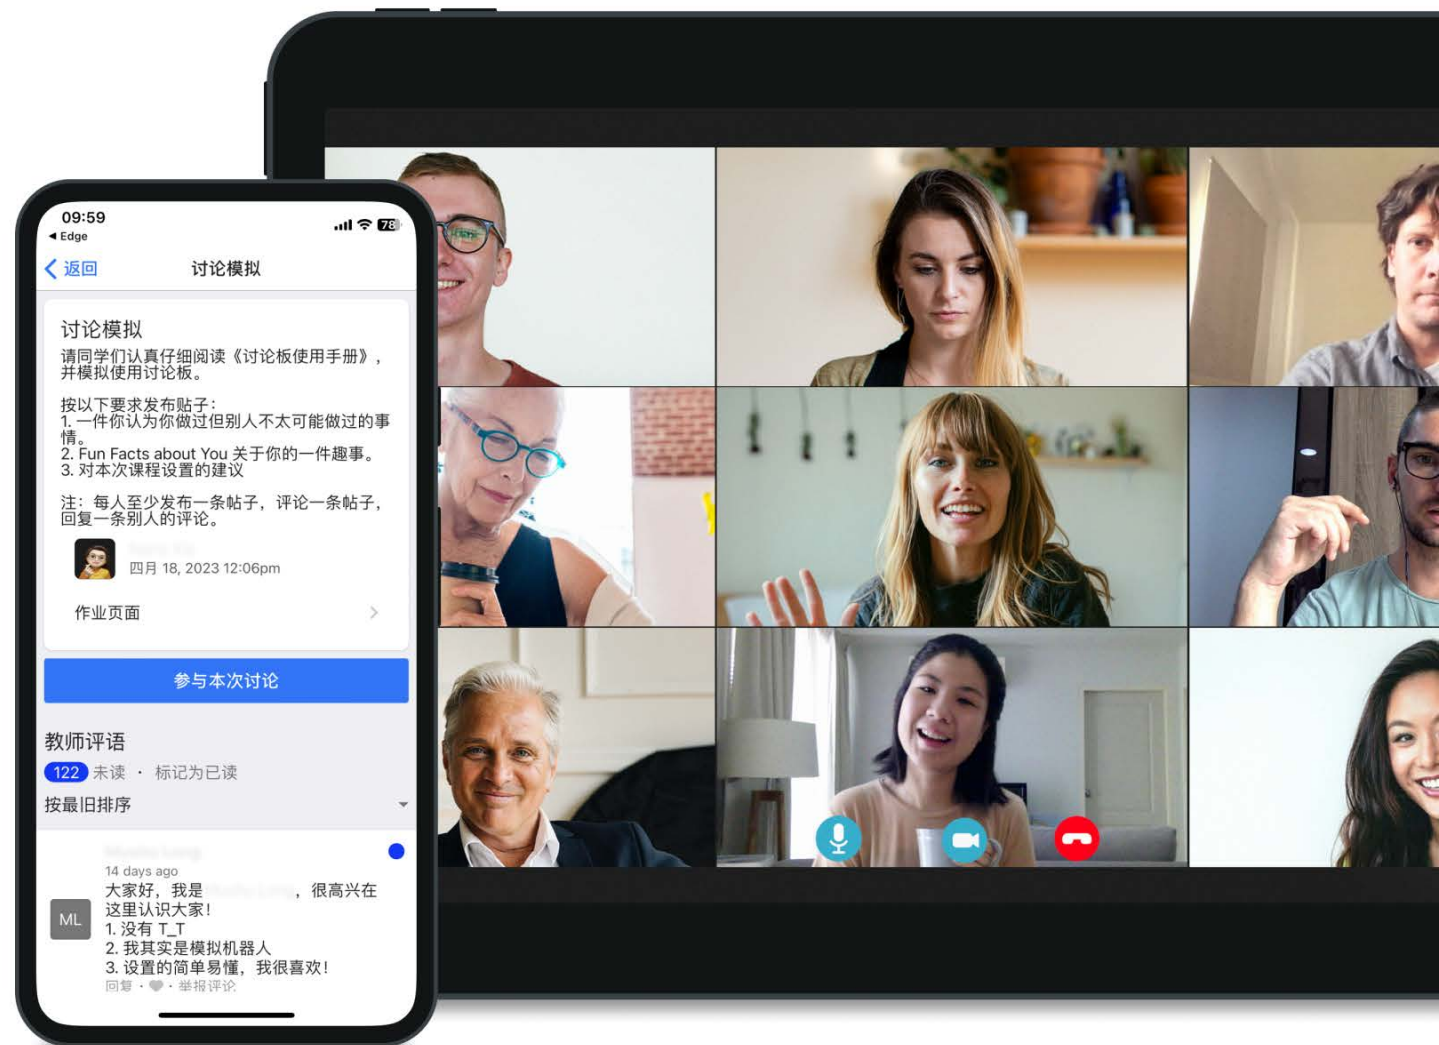 09:59
78
◀ Edge
返回
讨论模拟
讨论模拟
请同学们认真仔细阅读《讨论板使用手册》，
并模拟使用讨论板。
按以下要求发布贴子：
1. 一件你认为你做过但别人不太可能做过的事
情。
2. Fun Facts about You 关于你的一件趣事。
3. 对本次课程设置的建议
注：每人至少发布一条帖子，评论一条帖子，
回复一条别人的评论。
四月 18, 2023 12:06pm
作业页面
参与本次讨论
教师评语
122 未读 · 标记为已读
按最旧排序
14 days ago
ML
大家好，我是 ，很高兴在
这里认识大家！
1. 没有 T_T
2. 我其实是模拟机器人
3. 设置的简单易懂，我很喜欢！
回复 · ♥ · 举报评论